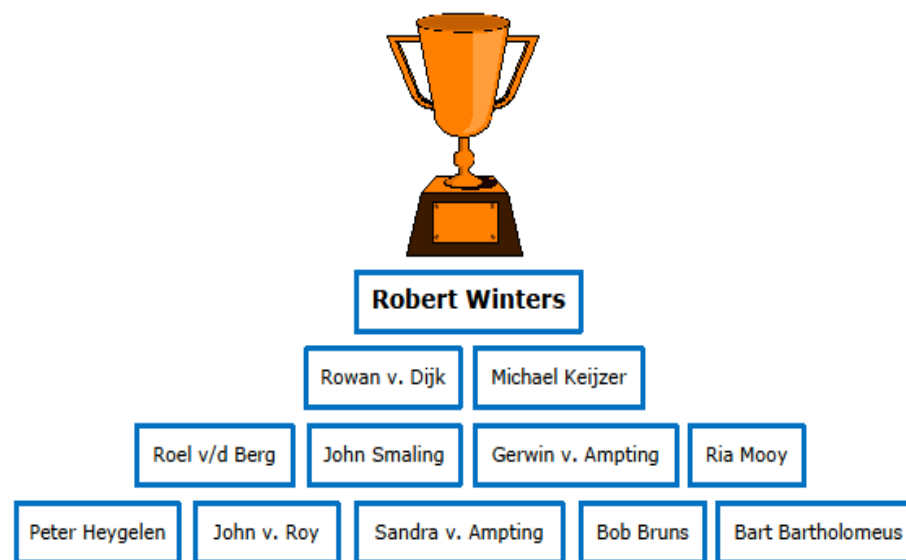 Robert Winters
Rowan v. Dijk Michael Keijzer
Roel v/d Berg John Smaling Gerwin v. Ampting Ria Mooy
Peter Heygelen John v. Roy Sandra v. Ampting Bob Bruns Bart Bartholomeus